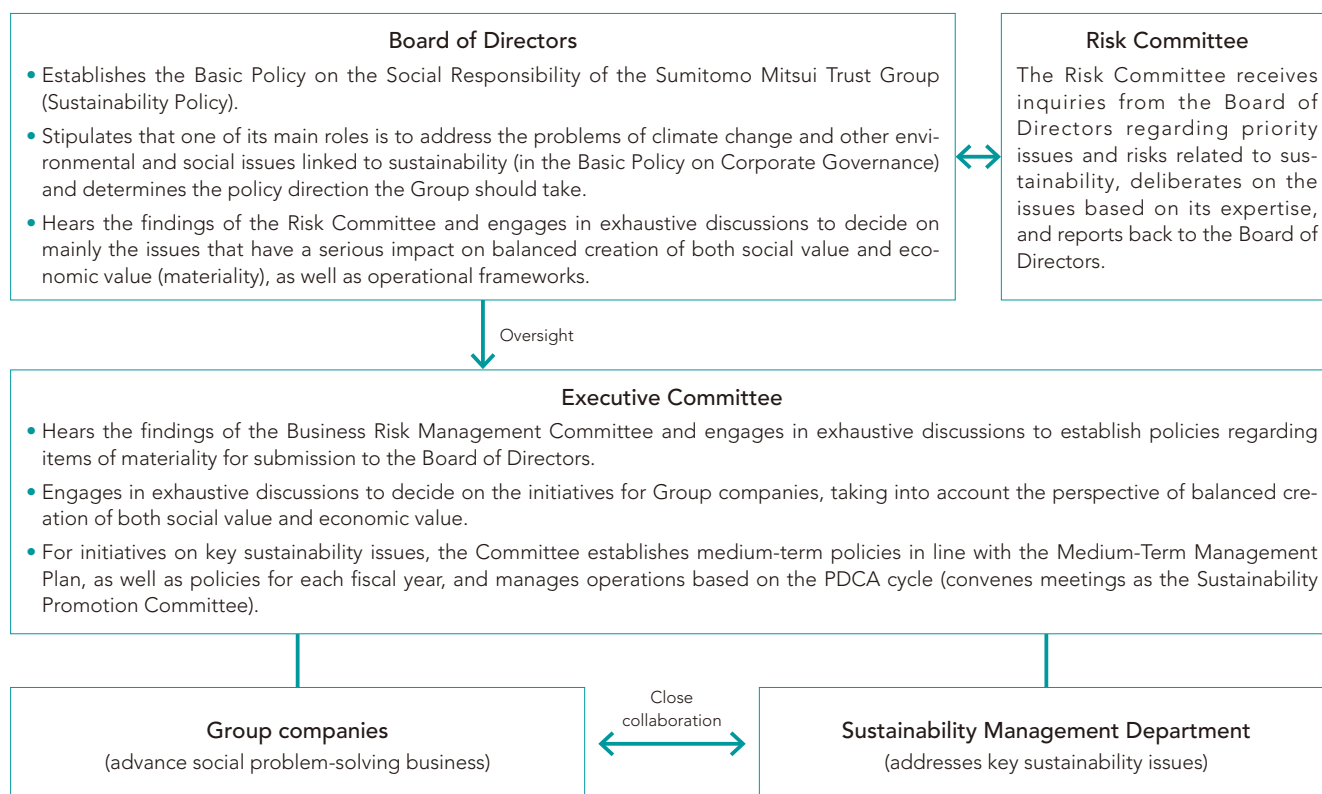 Board of Directors
• Establishes the Basic Policy on the Social Responsibility of the Sumitomo Mitsui Trust Group
(Sustainability Policy).
• Stipulates that one of its main roles is to address the problems of climate change and other envi-
ronmental and social issues linked to sustainability (in the Basic Policy on Corporate Governance)
and determines the policy direction the Group should take.
• Hears the findings of the Risk Committee and engages in exhaustive discussions to decide on
mainly the issues that have a serious impact on balanced creation of both social value and eco-
nomic value (materiality), as well as operational frameworks.
Risk Committee
The Risk Committee receives
inquiries from the Board of
Directors regarding priority
issues and risks related to sus-
tainability, deliberates on the
issues based on its expertise,
and reports back to the Board of
Directors.
Oversight
Executive Committee
• Hears the findings of the Business Risk Management Committee and engages in exhaustive discussions to establish policies regarding
items of materiality for submission to the Board of Directors.
• Engages in exhaustive discussions to decide on the initiatives for Group companies, taking into account the perspective of balanced cre-
ation of both social value and economic value.
• For initiatives on key sustainability issues, the Committee establishes medium-term policies in line with the Medium-Term Management
Plan, as well as policies for each fiscal year, and manages operations based on the PDCA cycle (convenes meetings as the Sustainability
Promotion Committee).
Group companies
(advance social problem-solving business)
Close
collaboration
Sustainability Management Department
(addresses key sustainability issues)